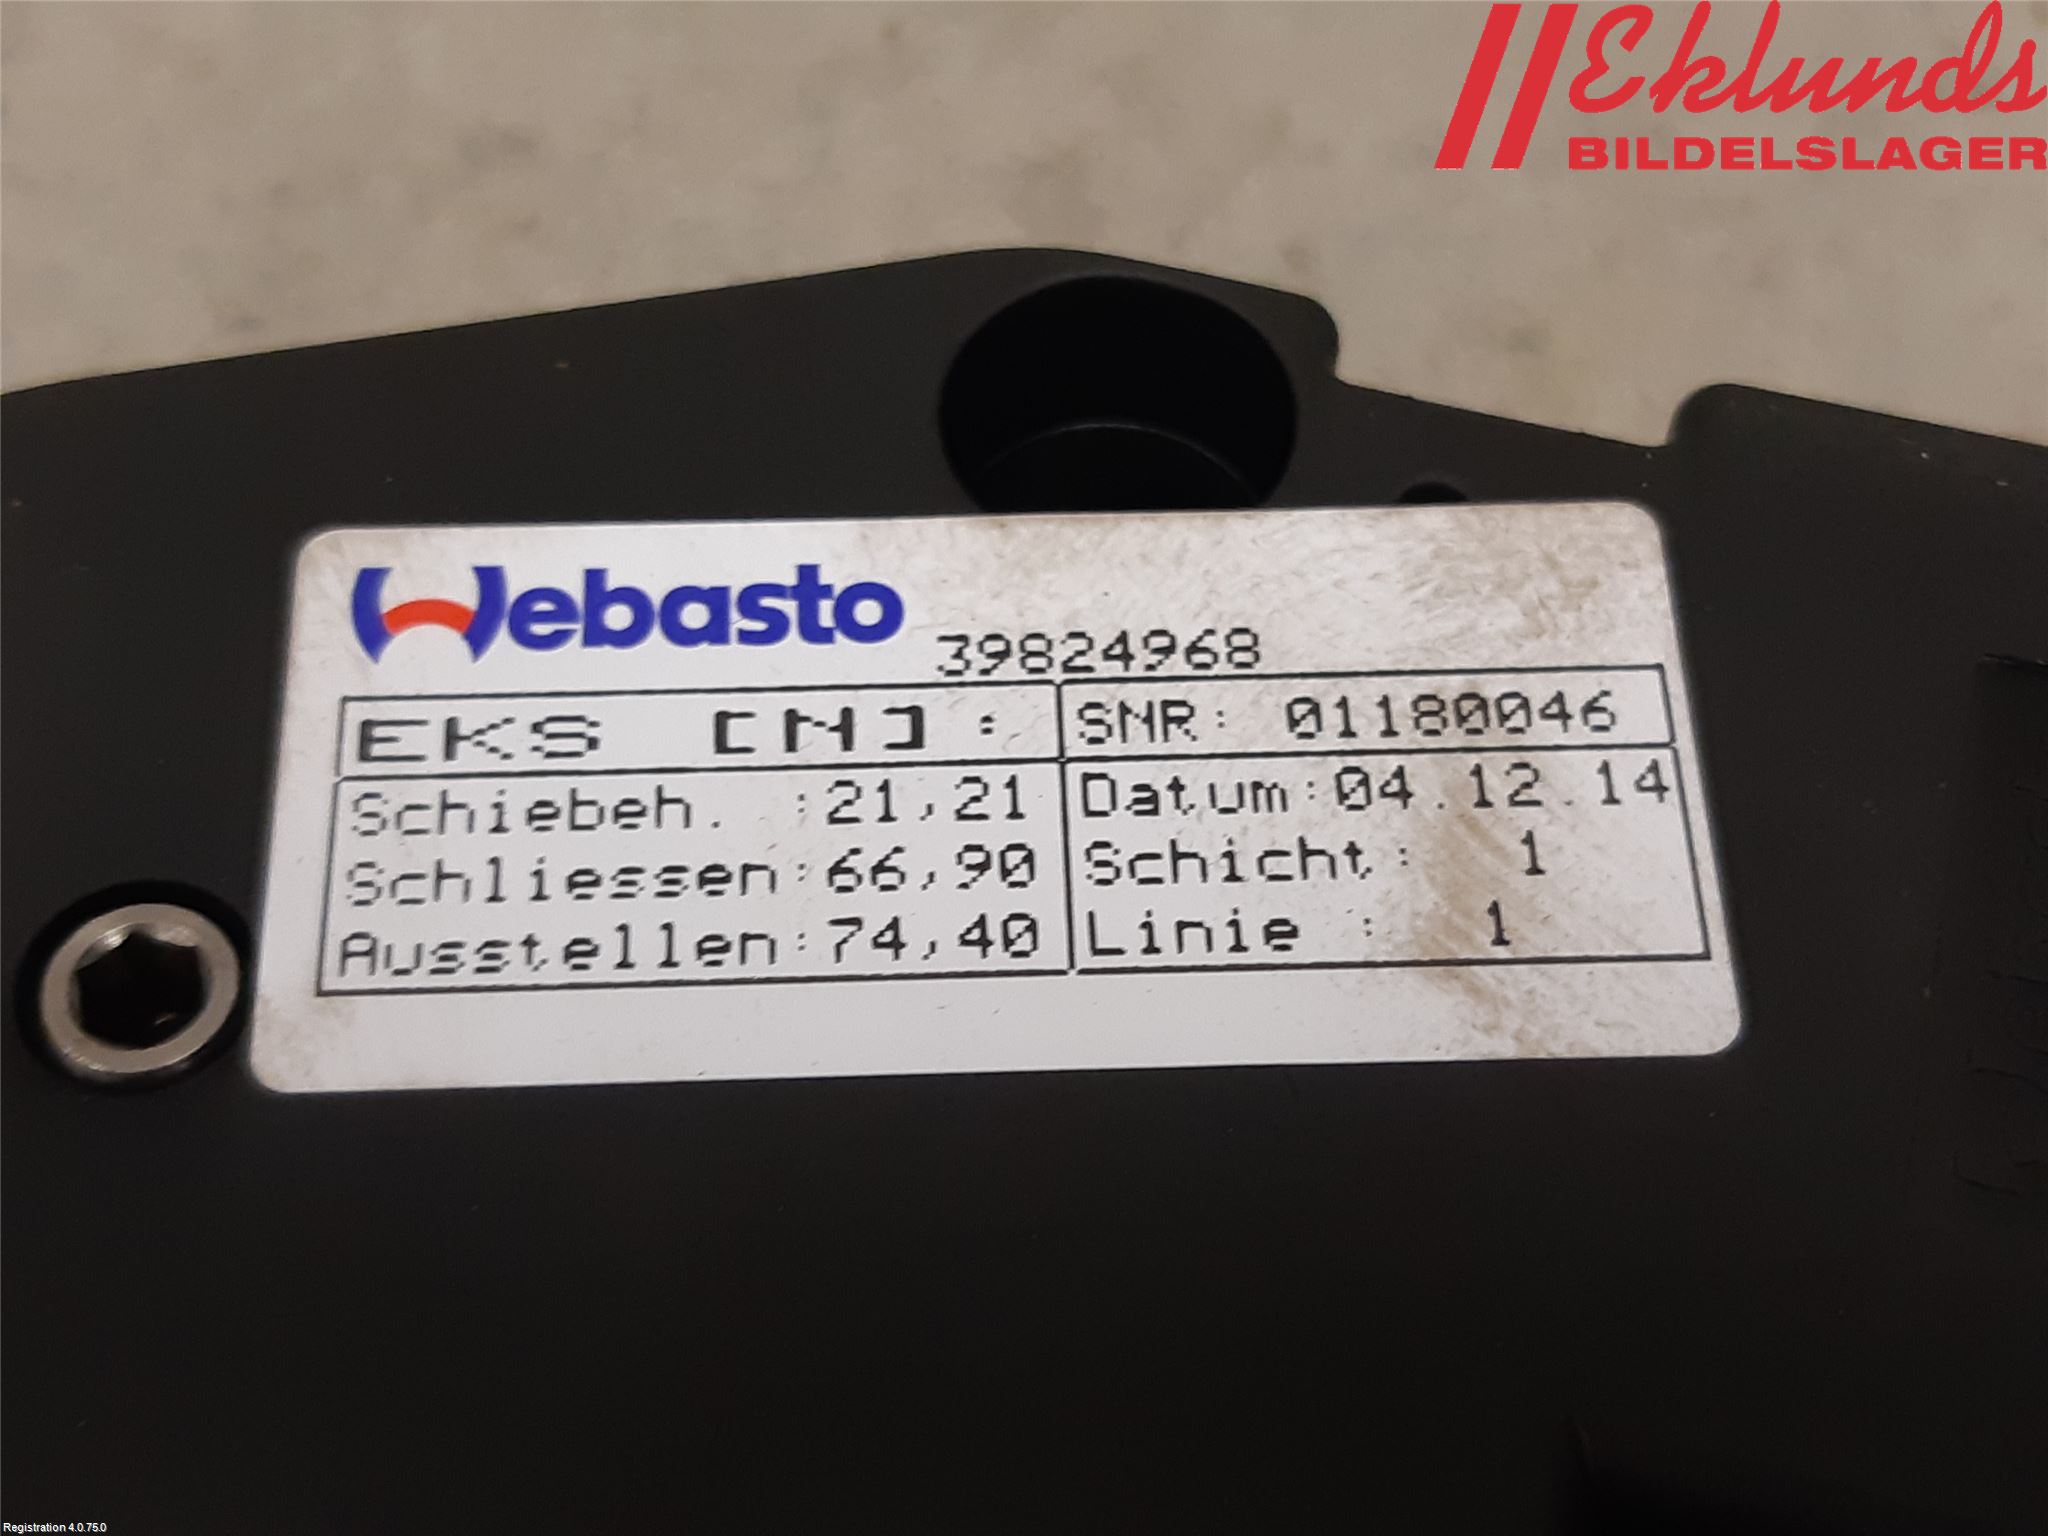 Eklunds
BILDELSLAGER
Webasto 39824968
EKS [N] : SNR: 01180046
Schiebeh. :21,21 Datum:04.12.14
Schliessen:66,90 Schicht: 1
Ausstellen:74,40 Linie : 1
Registration 4.0.75.0